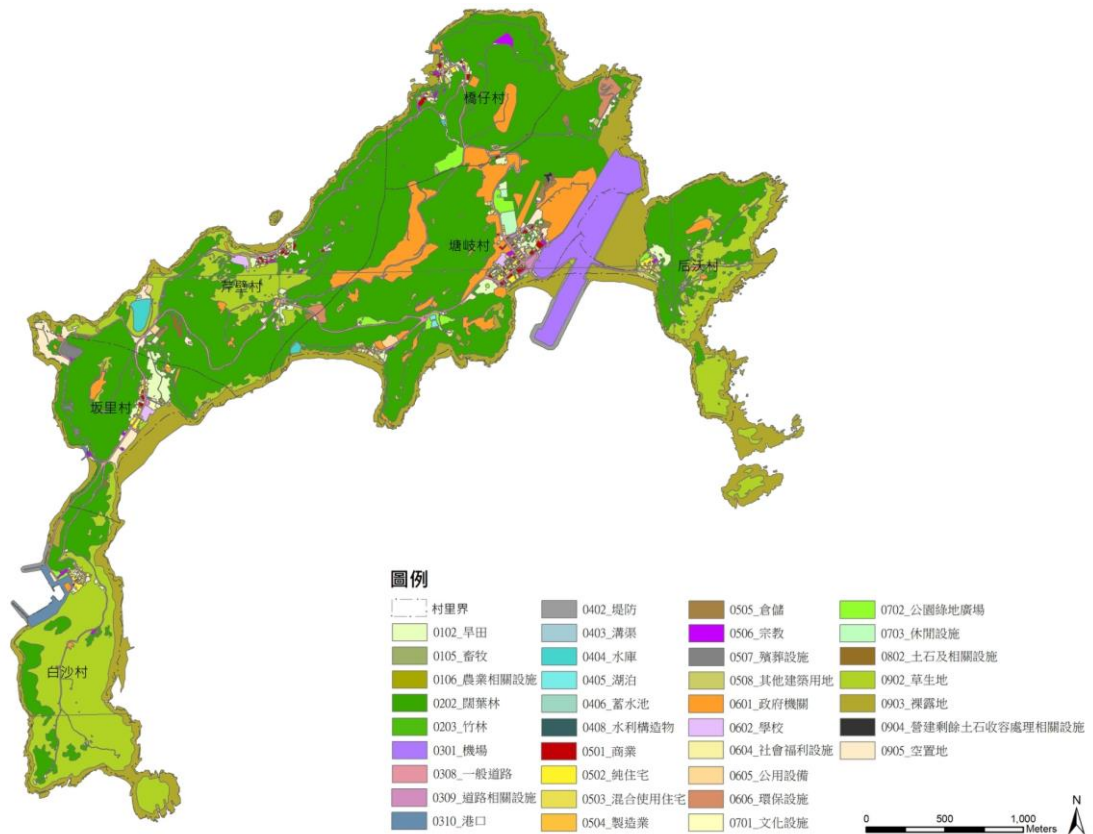 橋仔村
塘岐村
后沃村
芹壁村
坂里村
白沙村
圖例
村里界
0102_旱田
0105_畜牧
0106_農業相關設施
0202_闊葉林
0203_竹林
0301_機場
0308_一般道路
0309_道路相關設施
0310_港口
0402_堤防
0403_溝渠
0404_水庫
0405_湖泊
0406_蓄水池
0408_水利構造物
0501_商業
0502_純住宅
0503_混合使用住宅
0504_製造業
0505_倉儲
0506_宗教
0507_殯葬設施
0508_其他建築用地
0601_政府機關
0602_學校
0604_社會福利設施
0605_公用設備
0606_環保設施
0701_文化設施
0702_公園綠地廣場
0703_休閒設施
0802_土石及相關設施
0902_草生地
0903_裸露地
0904_營建剩餘土石收容處理相關設施
0905_空置地
N
0 500 1,000
Meters